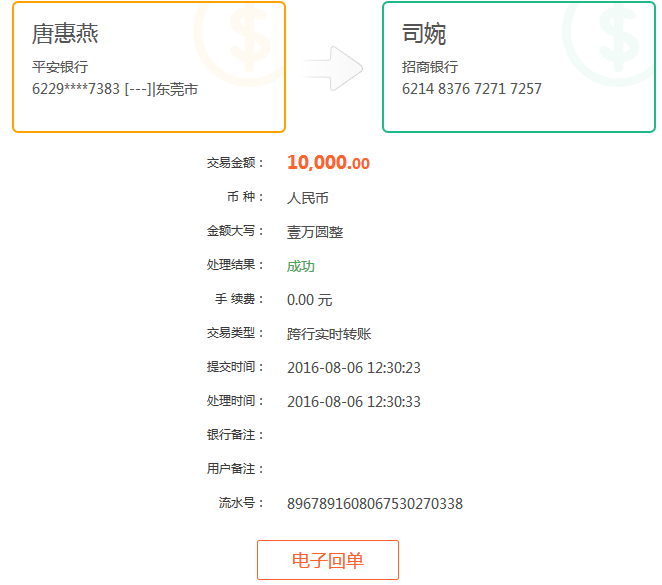 唐惠燕
平安银行
6229****7383 [---]|东莞市
司婉
招商银行
6214 8376 7271 7257
交易金额： 10,000.00
币 种： 人民币
金额大写： 壹万圆整
处理结果： 成功
手 续费： 0.00 元
交易类型： 跨行实时转账
提交时间： 2016-08-06 12:30:23
处理时间： 2016-08-06 12:30:33
银行备注：
用户备注：
流水号： 8967891608067530270338
电子回单